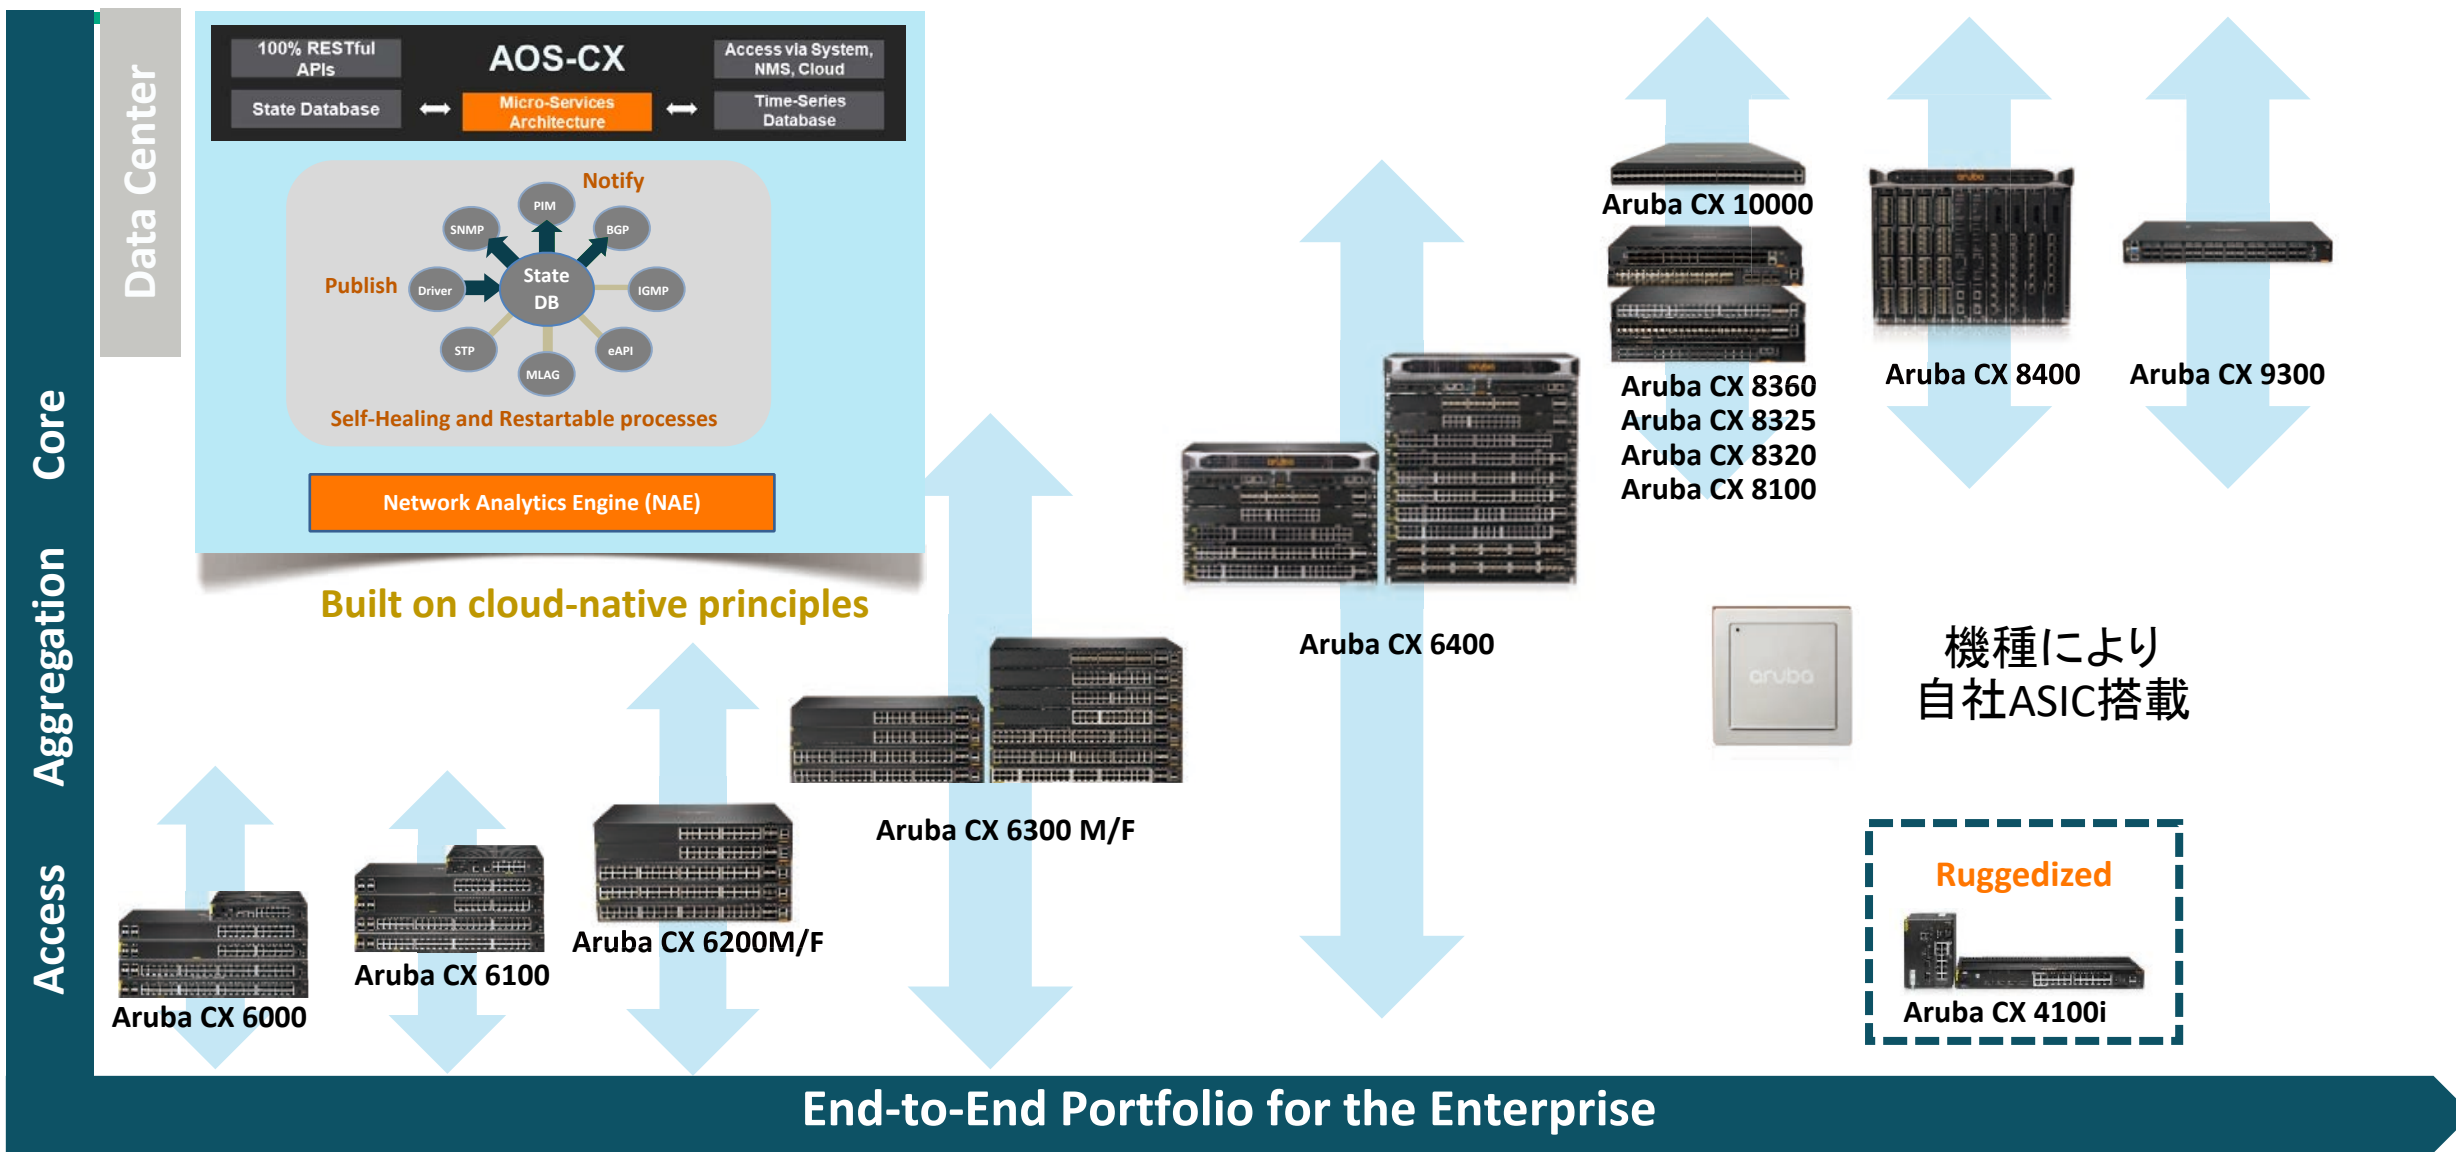 Data Center
Core
Aggregation
Access
100% RESTful
APIs
AOS-CX
Access via System,
NMS, Cloud
State Database
Micro-Services
Architecture
Time-Series
Database
Notify
PIM
SNMP
BGP
Publish
Driver
State
DB
IGMP
STP
eAPI
MLAG
Self-Healing and Restartable processes
Network Analytics Engine (NAE)
Built on cloud-native principles
Aruba CX 6000
Aruba CX 6100
Aruba CX 6200M/F
Aruba CX 6300 M/F
aruba
aruba
Aruba CX 6400
Aruba CX 10000
Aruba CX 8360
Aruba CX 8325
Aruba CX 8320
Aruba CX 8100
aruba
Aruba CX 8400
Aruba CX 9300
aruba
機種により
自社ASIC搭載
Ruggedized
Aruba CX 4100i
End-to-End Portfolio for the Enterprise